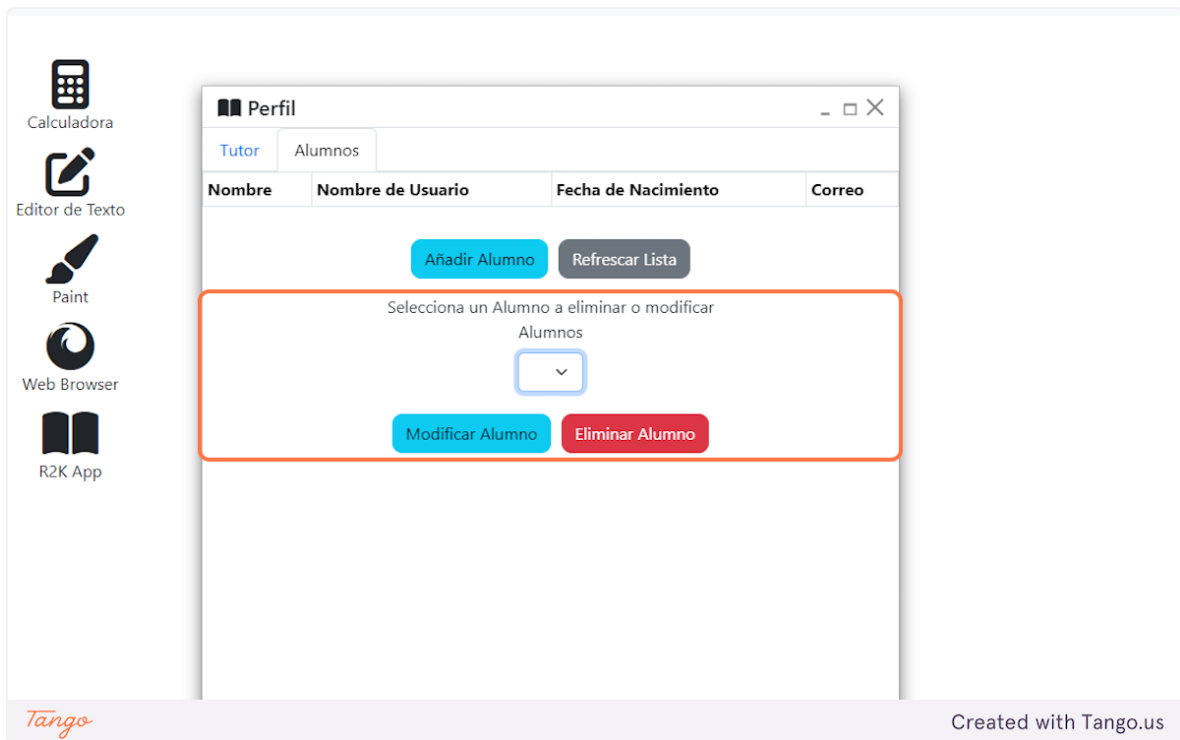 Calculadora
Editor de Texto
Paint
Web Browser
R2K App
Perfil
Tutor Alumnos
Nombre Nombre de Usuario Fecha de Nacimiento Correo
Añadir Alumno Refrescar Lista
Selecciona un Alumno a eliminar o modificar
Alumnos
Modificar Alumno Eliminar Alumno
Tango Created with Tango.us